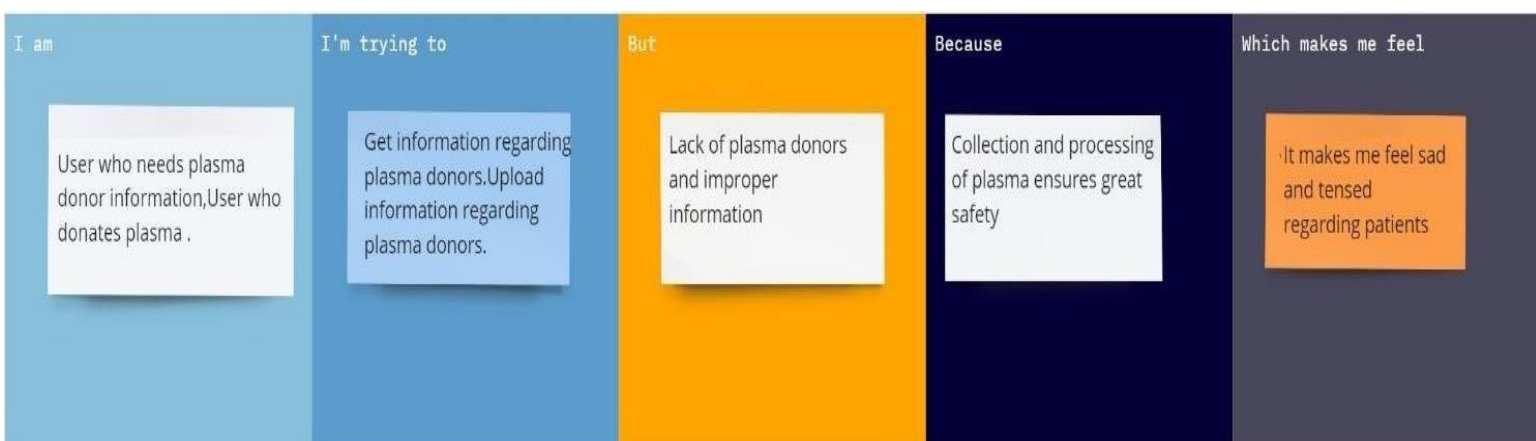 I am
User who needs plasma
donor information,User who
donates plasma .
I'm trying to
Get information regarding
plasma donors.Upload
information regarding
plasma donors.
But
Lack of plasma donors
and improper
information
Because
Collection and processing
of plasma ensures great
safety
Which makes me feel
It makes me feel sad
and tensed
regarding patients